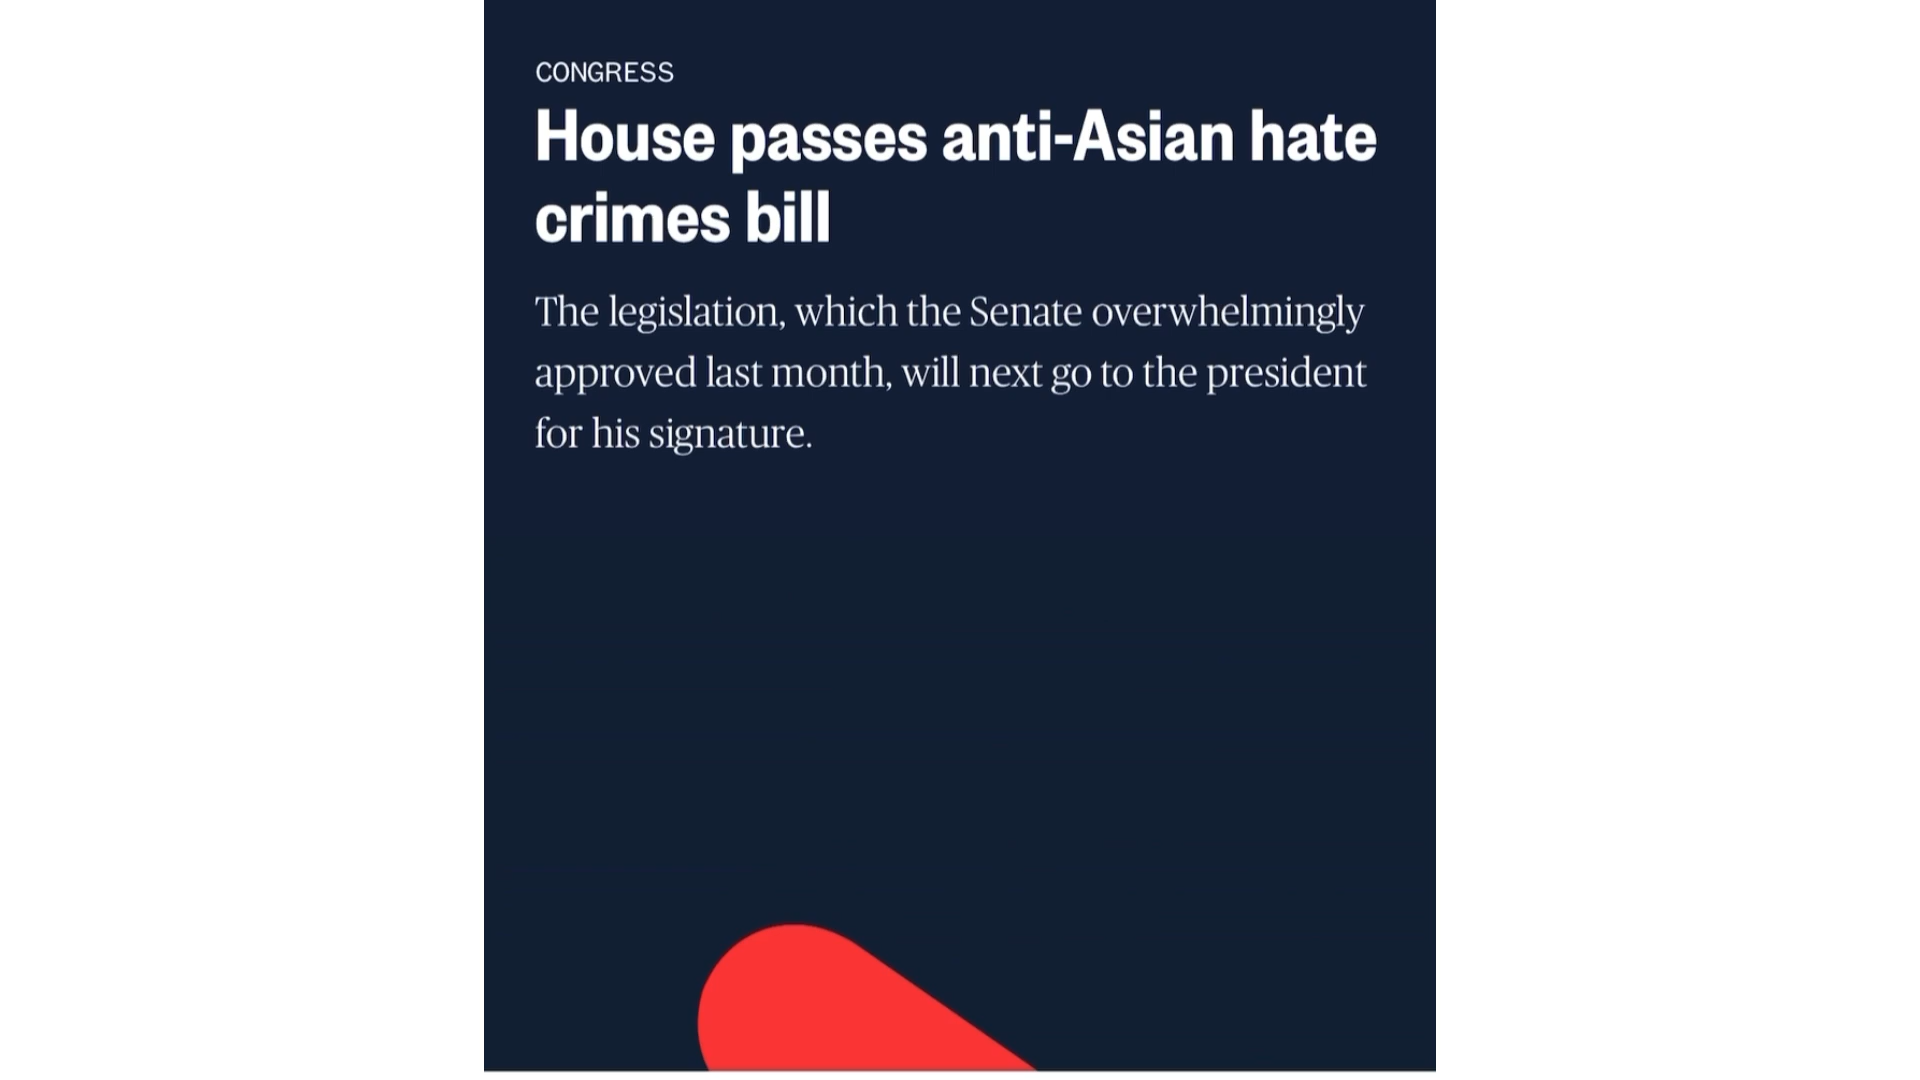 CONGRESS
House passes anti-Asian hate
crimes bill
The legislation, which the Senate overwhelmingly
approved last month, will next go to the president
for his signature.